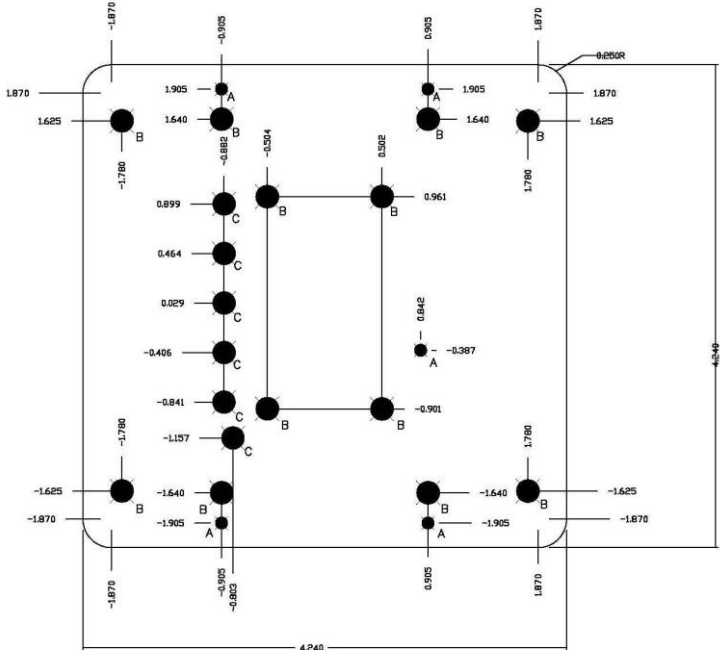 -1.870
-0.905
0.905
1.870
0.250R
1.870
1.905
A
A
1.905
1.870
1.625
B
1.640
B
B
1.640
B
1.625
-1.780
-0.882
-0.504
0.502
1.780
0.899
C
B
B
0.961
0.464
C
0.029
C
0.842
-0.406
C
A
-0.387
4.240
-0.841
C
B
B
-0.901
-1.157
C
-1.780
1.780
-1.625
B
-1.640
B
B
-1.640
B
-1.625
-1.870
-1.905
A
A
-1.905
-1.870
-1.870
-0.905
-0.803
0.905
1.870
4.240